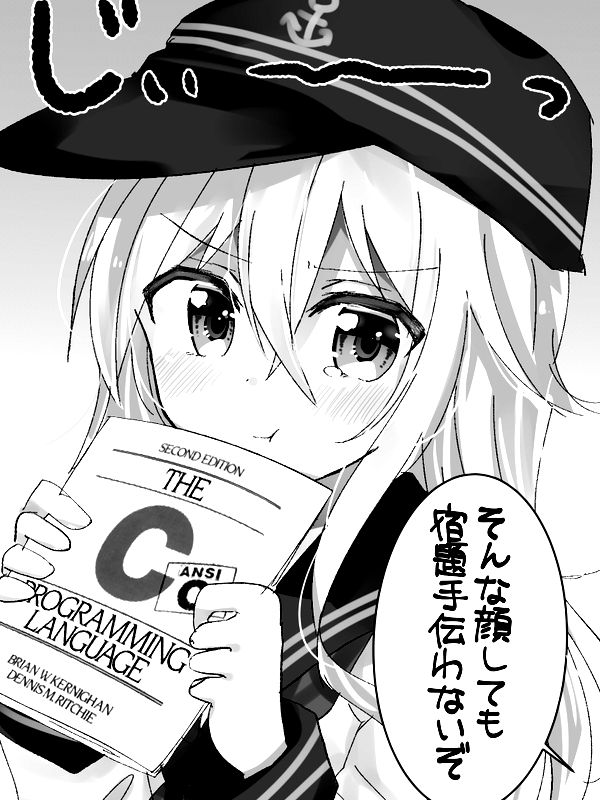 じぃーっ
SECOND EDITION
THE
C
ANSI
C
PROGRAMMING
LANGUAGE
BRIAN W. KERNIGHAN
DENNIS M. RITCHIE
そんな顔しても
宿題手伝わないぞ